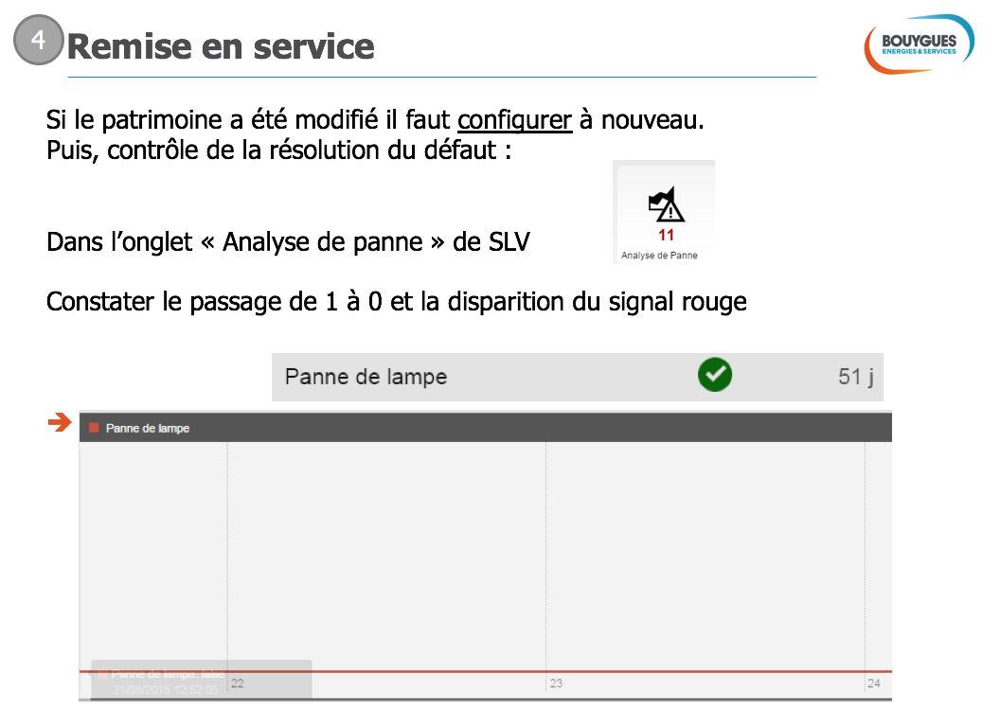 4
Remise en service
BOUYGUES
ENERGIES & SERVICES
Si le patrimoine a été modifié il faut configurer à nouveau.
Puis, contrôle de la résolution du défaut :
11
Analyse de Panne
Dans l’onglet « Analyse de panne » de SLV
Constater le passage de 1 à 0 et la disparition du signal rouge
Panne de lampe 51 j
Panne de lampe
Panne de lampe: false
21/08/2015 12:52:05
22 23 24